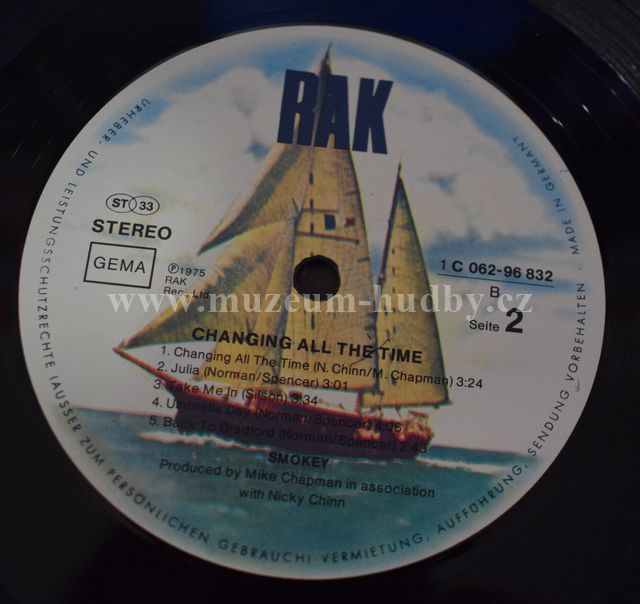 RAK
URHEBER- UND LEISTUNGSSCHUTZRECHTE (AUSSER ZUM PERSÖNLICHEN GEBRAUCH) VERMIETUNG, AUFFÜHRUNG, SENDUNG VORBEHALTEN · MADE IN GERMANY
ST 33
STEREO
GEMA
℗ 1975
RAK
Rec. Ltd.
1 C 062-96 832
B
Seite 2
www.muzeum-hudby.cz
CHANGING ALL THE TIME
1. Changing All The Time (N. Chinn/M. Chapman) 3:24
2. Julia (Norman/Spencer) 3:01
3. Take Me In (Silson) 3:34
4. Umbrella Day (Norman/Spencer) 4:06
5. Back To Bradford (Norman/Spencer) 2:43
SMOKEY
Produced by Mike Chapman in association
with Nicky Chinn